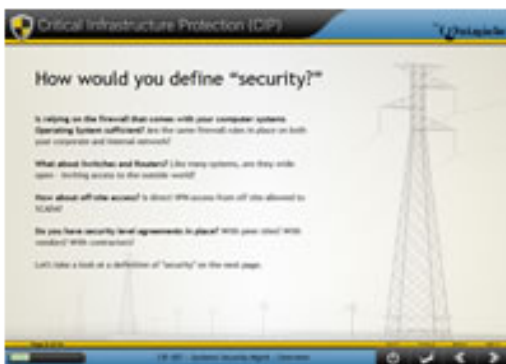 Critical Infrastructure Protection (CIP)
How would you define “security?”
Is relying on the firewall that comes with your computer systems
Operating System sufficient? Are the same firewall rules in place on both
your corporate and internal network?
What about Switches and Routers? Like many systems, are they wide
open - inviting access to the outside world?
How about off site access? Is direct VPN access from off site allowed to
SCADA?
Do you have security level agreements in place? With peer sites? With
vendors? With contractors?
Let's take a look at a definition of "security" on the next page.